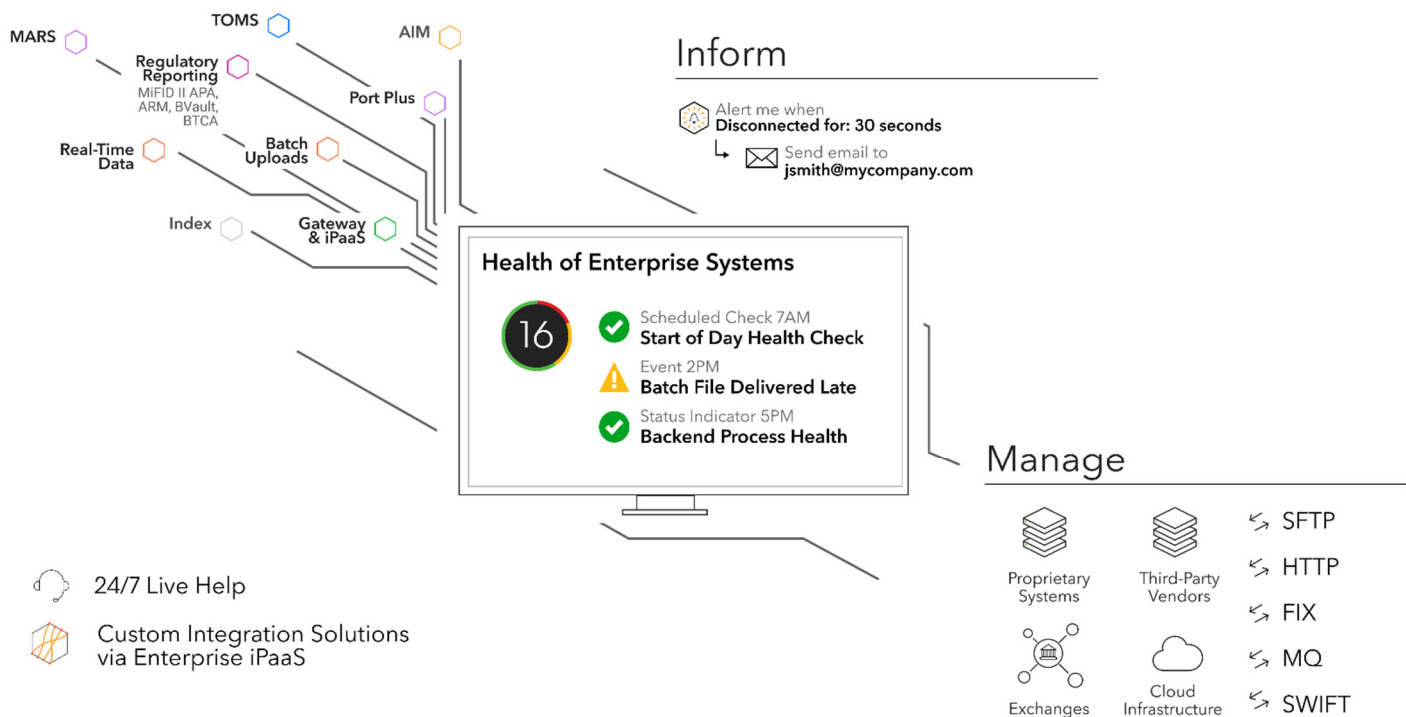 MARS
TOMS
AIM
Regulatory
Reporting
MiFID II APA,
ARM, BVault,
BTCA
Port Plus
Real-Time
Data
Batch
Uploads
Index
Gateway
& iPaaS
Inform
Alert me when
Disconnected for: 30 seconds
Send email to
jsmith@mycompany.com
Health of Enterprise Systems
16
Scheduled Check 7AM
Start of Day Health Check
Event 2PM
Batch File Delivered Late
Status Indicator 5PM
Backend Process Health
Manage
Proprietary
Systems
Third-Party
Vendors
Exchanges
Cloud
Infrastructure
SFTP
HTTP
FIX
MQ
SWIFT
24/7 Live Help
Custom Integration Solutions
via Enterprise iPaaS